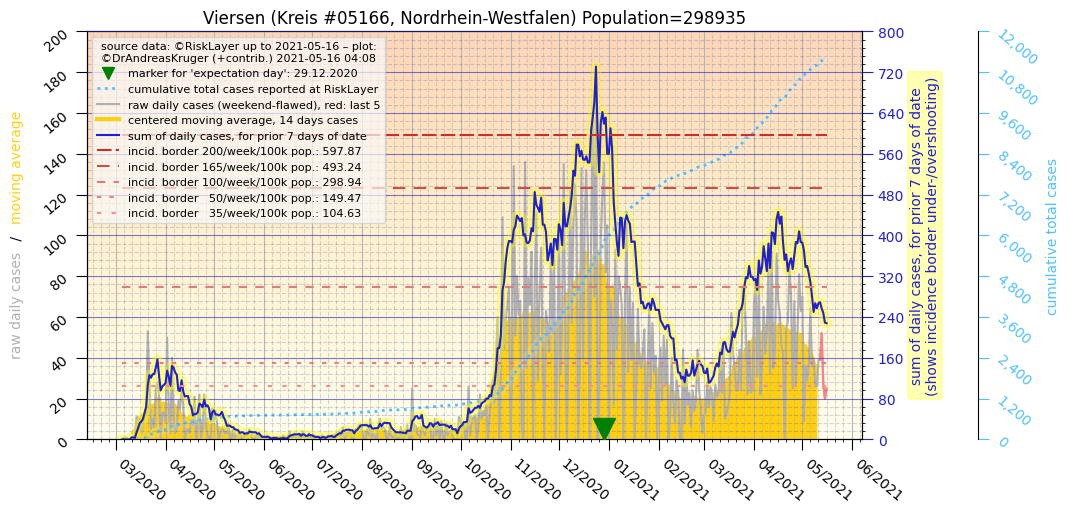 Viersen (Kreis #05166, Nordrhein-Westfalen) Population=298935
source data: ©RiskLayer up to 2021-05-16 – plot:
©DrAndreasKruger (+contrib.) 2021-05-16 04:08
marker for 'expectation day': 29.12.2020
cumulative total cases reported at RiskLayer
raw daily cases (weekend-flawed), red: last 5
centered moving average, 14 days cases
sum of daily cases, for prior 7 days of date
incid. border 200/week/100k pop.: 597.87
incid. border 165/week/100k pop.: 493.24
incid. border 100/week/100k pop.: 298.94
incid. border 50/week/100k pop.: 149.47
incid. border 35/week/100k pop.: 104.63
raw daily cases / moving average
200
180
160
140
120
100
80
60
40
20
0
03/2020
04/2020
05/2020
06/2020
07/2020
08/2020
09/2020
10/2020
11/2020
12/2020
01/2021
02/2021
03/2021
04/2021
05/2021
06/2021
800
720
640
560
480
400
320
240
160
80
0
sum of daily cases, for prior 7 days of date
(shows incidence border under-/overshooting)
12,000
10,800
9,600
8,400
7,200
6,000
4,800
3,600
2,400
1,200
0
cumulative total cases